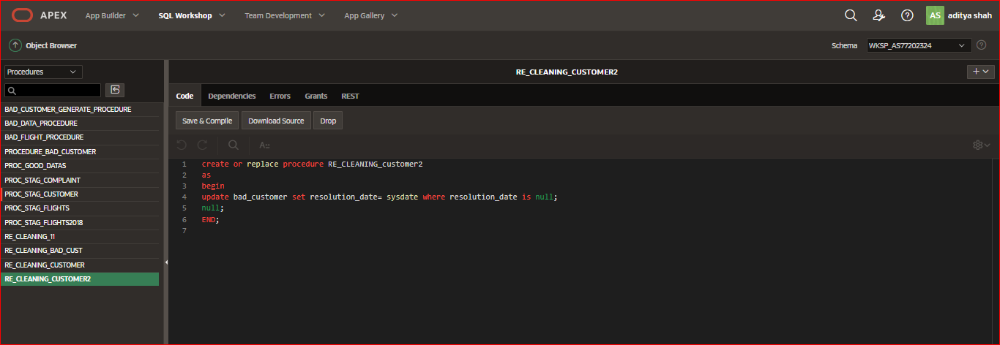 APEX App Builder SQL Workshop Team Development App Gallery AS aditya shah
Object Browser Schema WKSP_AS77202324
Procedures
RE_CLEANING_CUSTOMER2
Code Dependencies Errors Grants REST
Save & Compile Download Source Drop
A::
BAD_CUSTOMER_GENERATE_PROCEDURE
BAD_DATA_PROCEDURE
BAD_FLIGHT_PROCEDURE
PROCEDURE_BAD_CUSTOMER
PROC_GOOD_DATAS
PROC_STAG_COMPLAINT
PROC_STAG_CUSTOMER
PROC_STAG_FLIGHTS
PROC_STAG_FLIGHTS2018
RE_CLEANING_11
RE_CLEANING_BAD_CUST
RE_CLEANING_CUSTOMER
RE_CLEANING_CUSTOMER2
1 create or replace procedure RE_CLEANING_customer2
2 as
3 begin
4 update bad_customer set resolution_date= sysdate where resolution_date is null;
5 null;
6 END;
7